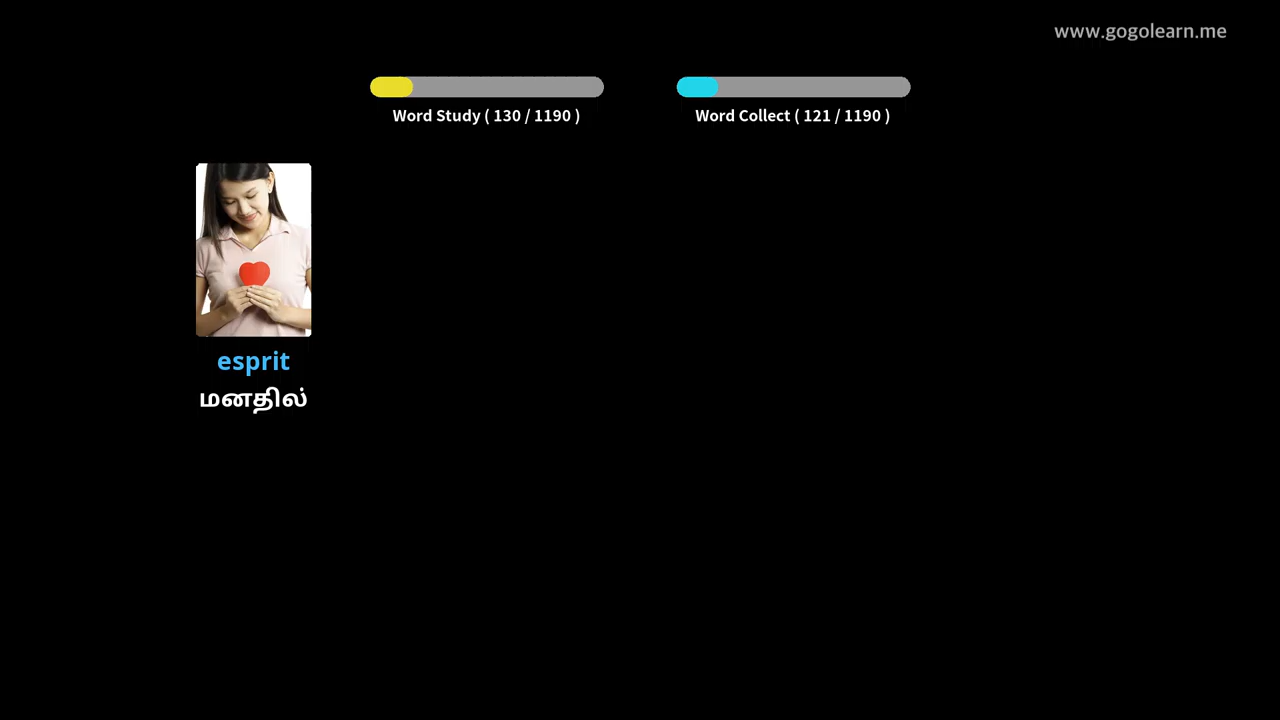 www.gogolearn.me
Word Study ( 130 / 1190 )
Word Collect ( 121 / 1190 )
esprit
மனதில்